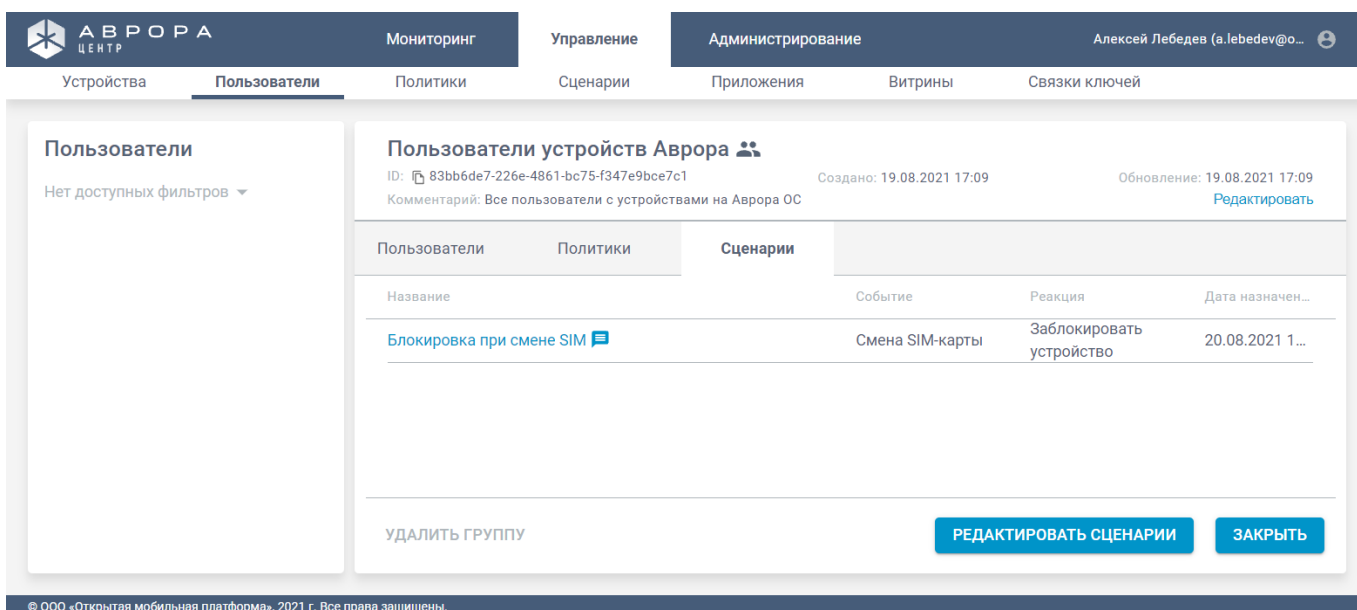 АВРОРА
ЦЕНТР
Мониторинг Управление Администрирование Алексей Лебедев (a.lebedev@o...
Устройства Пользователи Политики Сценарии Приложения Витрины Связки ключей
Пользователи
Нет доступных фильтров
Пользователи устройств Аврора
ID: 83bb6de7-226e-4861-bc75-f347e9bce7c1 Создано: 19.08.2021 17:09 Обновление: 19.08.2021 17:09
Комментарий: Все пользователи с устройствами на Аврора ОС Редактировать
Пользователи Политики Сценарии
Название Событие Реакция Дата назначен...
Блокировка при смене SIM Смена SIM-карты Заблокировать устройство 20.08.2021 1...
УДАЛИТЬ ГРУППУ РЕДАКТИРОВАТЬ СЦЕНАРИИ ЗАКРЫТЬ
© ООО «Открытая мобильная платформа», 2021 г. Все права защищены.